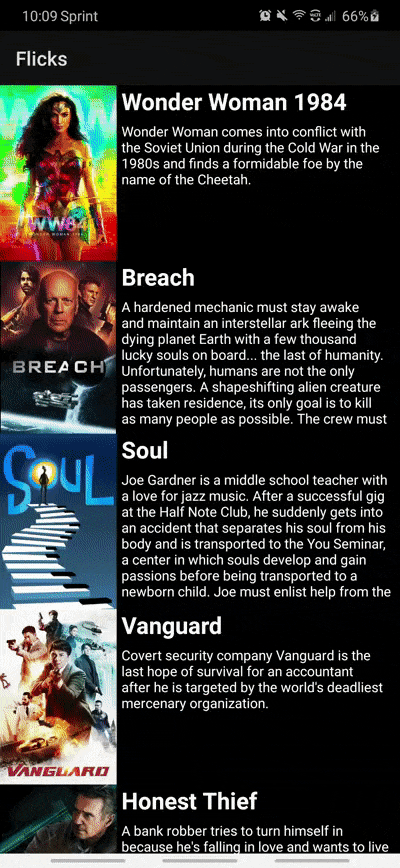 10:09 Sprint 66%
Flicks
Wonder Woman 1984
Wonder Woman comes into conflict with
the Soviet Union during the Cold War in the
1980s and finds a formidable foe by the
name of the Cheetah.
WW84
WONDER WOMAN 1984
Breach
A hardened mechanic must stay awake
and maintain an interstellar ark fleeing the
dying planet Earth with a few thousand
lucky souls on board... the last of humanity.
Unfortunately, humans are not the only
passengers. A shapeshifting alien creature
has taken residence, its only goal is to kill
as many people as possible. The crew must
BREACH
Soul
Joe Gardner is a middle school teacher with
a love for jazz music. After a successful gig
at the Half Note Club, he suddenly gets into
an accident that separates his soul from his
body and is transported to the You Seminar,
a center in which souls develop and gain
passions before being transported to a
newborn child. Joe must enlist help from the
SOUL
Vanguard
Covert security company Vanguard is the
last hope of survival for an accountant
after he is targeted by the world's deadliest
mercenary organization.
VANGUARD
Honest Thief
A bank robber tries to turn himself in
because he's falling in love and wants to live